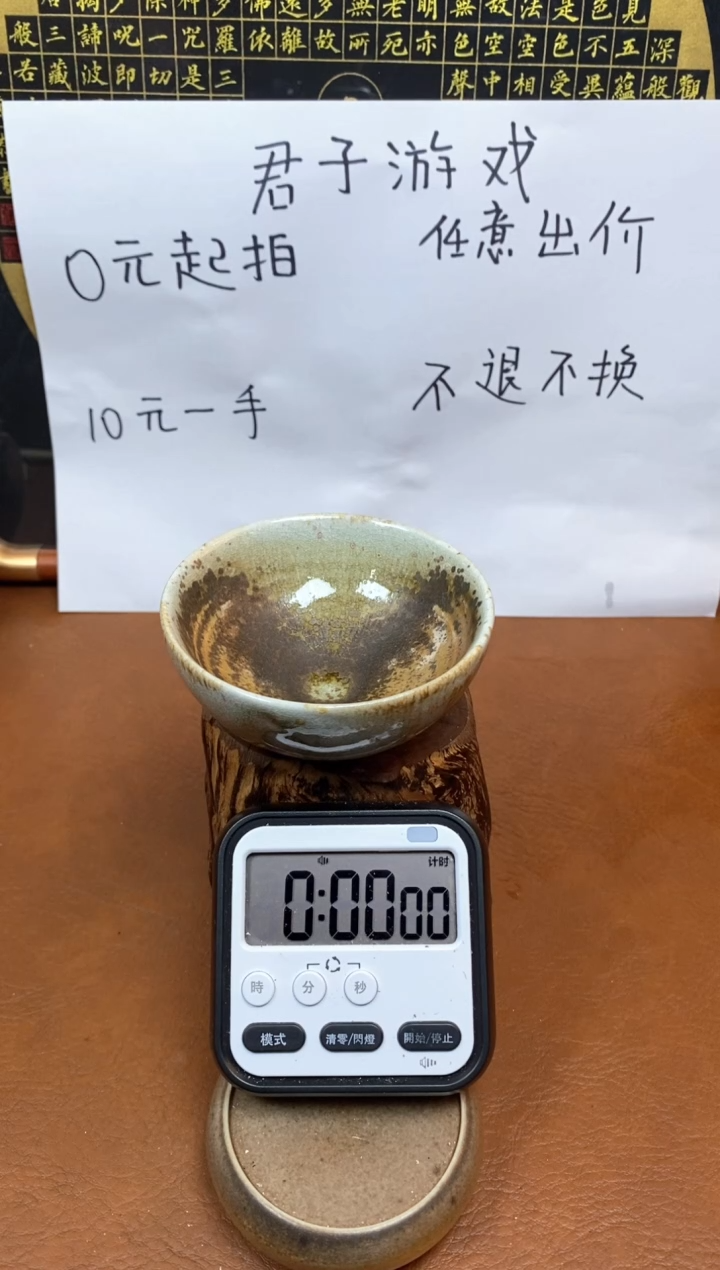 般三諦呪一咒羅依離故所死亦色空空色不五深
若藏波即切是三
聲中相受異蘊般觀
君子游戏
0元起拍
任意出价
10元一手
不退不换
计时
0:0000
時 分 秒
模式 清零/閃燈 開始/停止